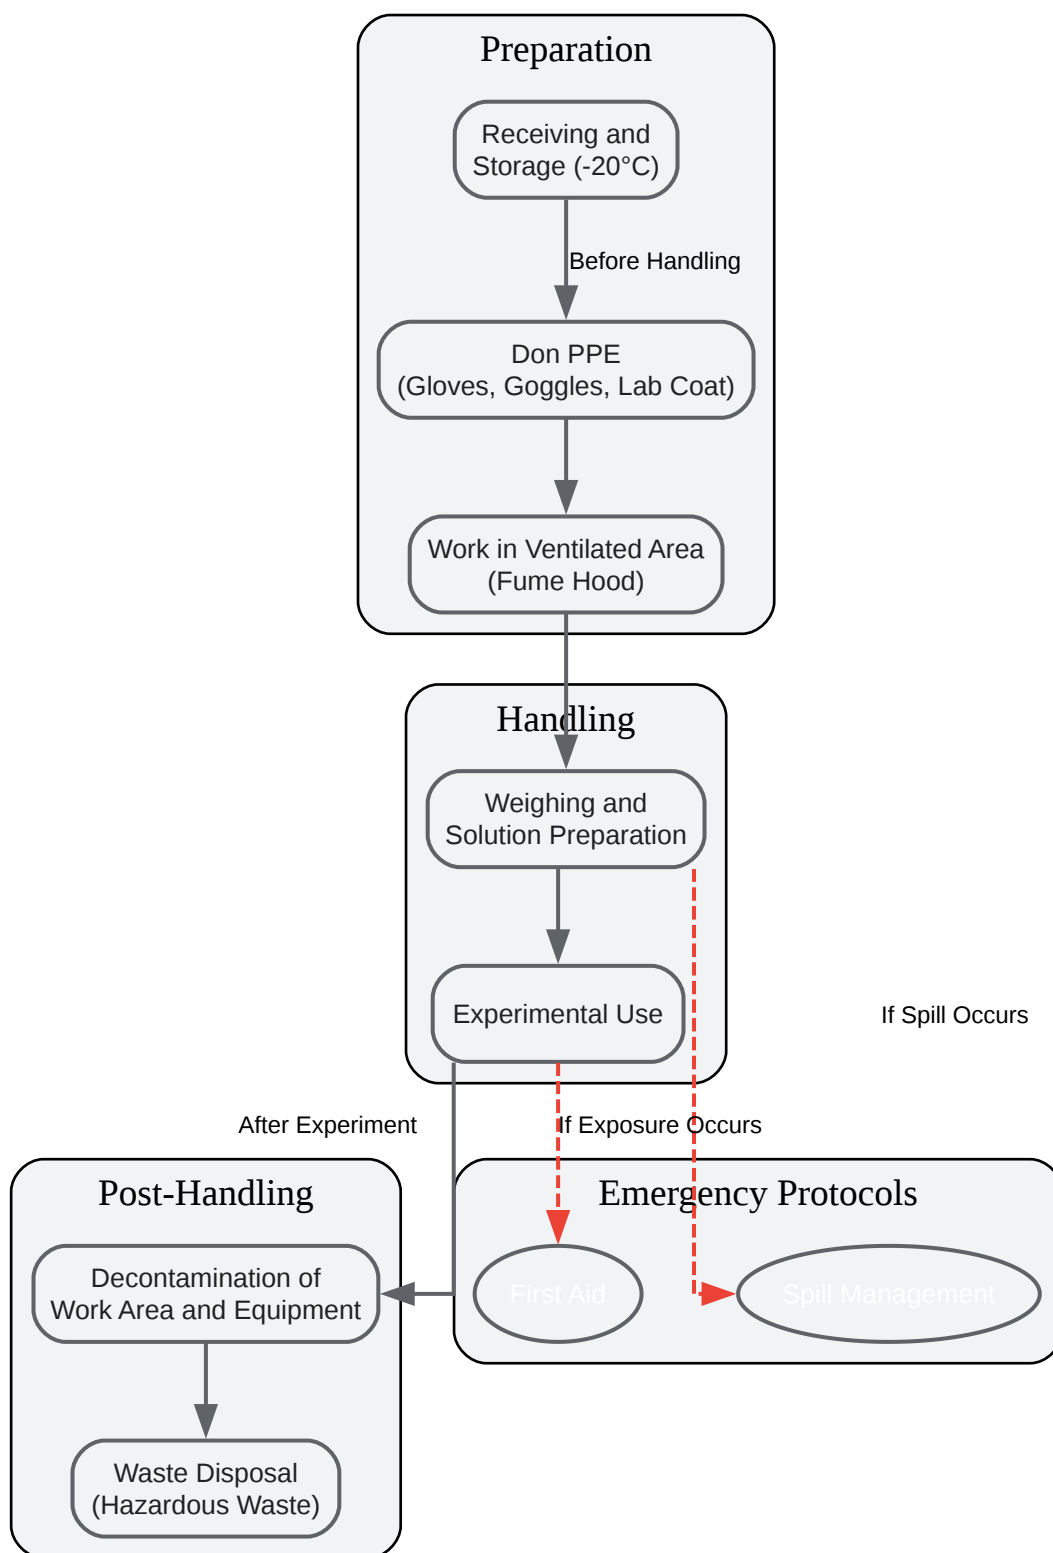 Preparation
Receiving and
Storage (-20°C)
Before Handling
Don PPE
(Gloves, Goggles, Lab Coat)
Work in Ventilated Area
(Fume Hood)
Handling
Weighing and
Solution Preparation
Experimental Use
If Spill Occurs
After Experiment
If Exposure Occurs
Post-Handling
Decontamination of
Work Area and Equipment
Waste Disposal
(Hazardous Waste)
Emergency Protocols
First Aid
Spill Management